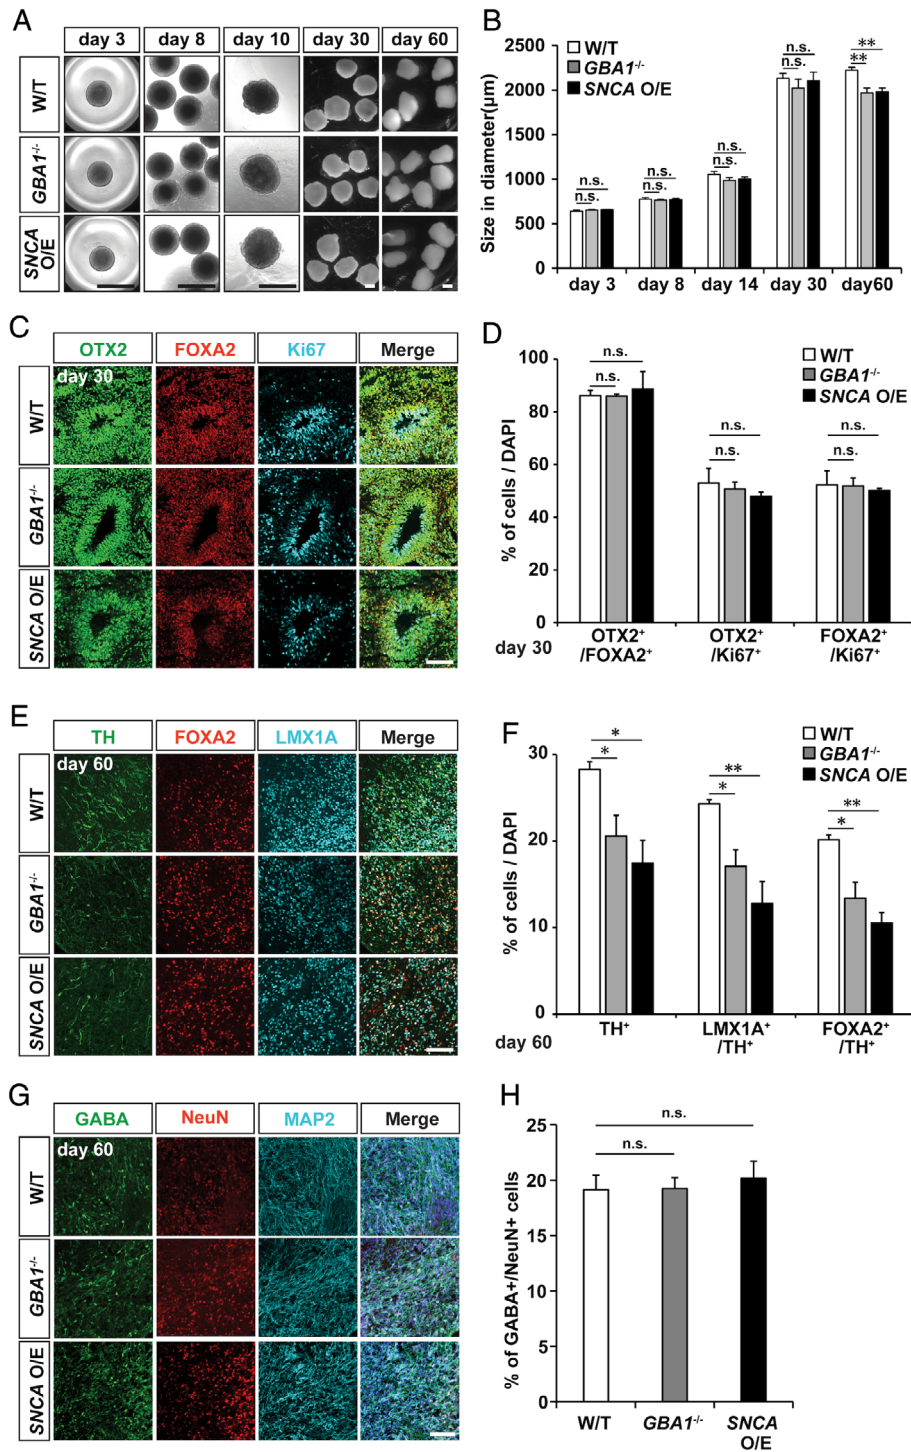 A
day 3 day 8 day 10 day 30 day 60
W/T
GBA1-/-
SNCA O/E
B
W/T
GBA1-/-
SNCA O/E
Size in diameter(μm)
2500
2000
1500
1000
500
0
n.s.
n.s.
n.s.
n.s.
n.s.
n.s.
n.s.
n.s.
**
**
day 3 day 8 day 14 day 30 day60
C
OTX2 FOXA2 Ki67 Merge
day 30
W/T
GBA1-/-
SNCA O/E
D
W/T
GBA1-/-
SNCA O/E
% of cells / DAPI
100
80
60
40
20
0
n.s.
n.s.
n.s.
n.s.
n.s.
n.s.
day 30
OTX2+ OTX2+ FOXA2+
/FOXA2+ /Ki67+ /Ki67+
E
TH FOXA2 LMX1A Merge
day 60
W/T
GBA1-/-
SNCA O/E
F
W/T
GBA1-/-
SNCA O/E
% of cells / DAPI
30
20
10
0
*
*
**
*
**
*
day 60
TH+ LMX1A+ FOXA2+
/TH+ /TH+
G
GABA NeuN MAP2 Merge
day 60
W/T
GBA1-/-
SNCA O/E
H
% of GABA+/NeuN+ cells
25
20
15
10
5
0
n.s.
n.s.
W/T GBA1-/- SNCA
O/E